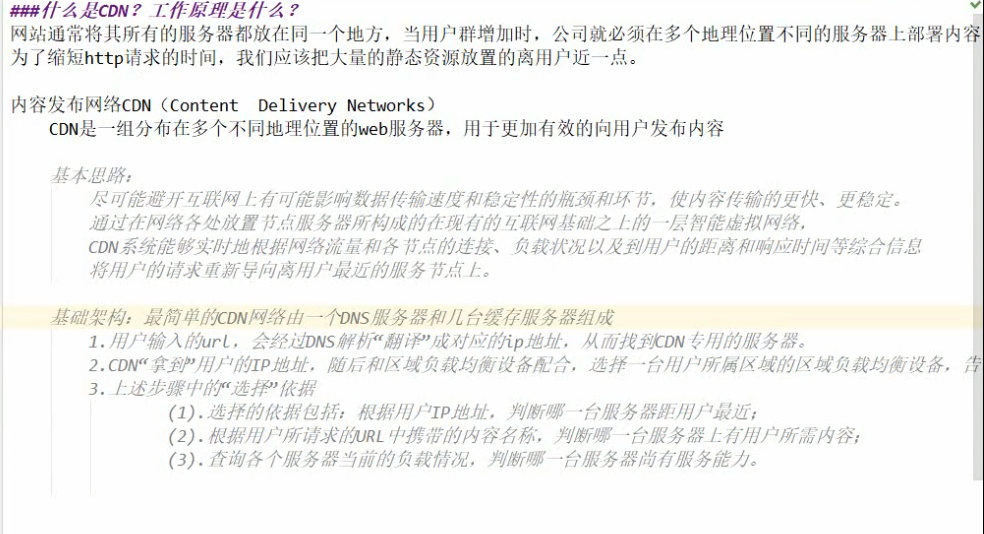 ###什么是CDN？工作原理是什么？
网站通常将其所有的服务器都放在同一个地方，当用户群增加时，公司就必须在多个地理位置不同的服务器上部署内容
为了缩短http请求的时间，我们应该把大量的静态资源放置的离用户近一点。
内容发布网络CDN（Content  Delivery Networks）
CDN是一组分布在多个不同地理位置的web服务器，用于更加有效的向用户发布内容
基本思路：
尽可能避开互联网上有可能影响数据传输速度和稳定性的瓶颈和环节，使内容传输的更快、更稳定。
通过在网络各处放置节点服务器所构成的在现有的互联网基础之上的一层智能虚拟网络，
CDN系统能够实时地根据网络流量和各节点的连接、负载状况以及到用户的距离和响应时间等综合信息
将用户的请求重新导向离用户最近的服务节点上。
基础架构：最简单的CDN网络由一个DNS服务器和几台缓存服务器组成
1.用户输入的url，会经过DNS解析“翻译”成对应的ip地址，从而找到CDN专用的服务器。
2.CDN“拿到”用户的IP地址，随后和区域负载均衡设备配合，选择一台用户所属区域的区域负载均衡设备，告
3.上述步骤中的“选择”依据
(1).选择的依据包括：根据用户IP地址，判断哪一台服务器距用户最近；
(2).根据用户所请求的URL中携带的内容名称，判断哪一台服务器上有用户所需内容；
(3).查询各个服务器当前的负载情况，判断哪一台服务器尚有服务能力。